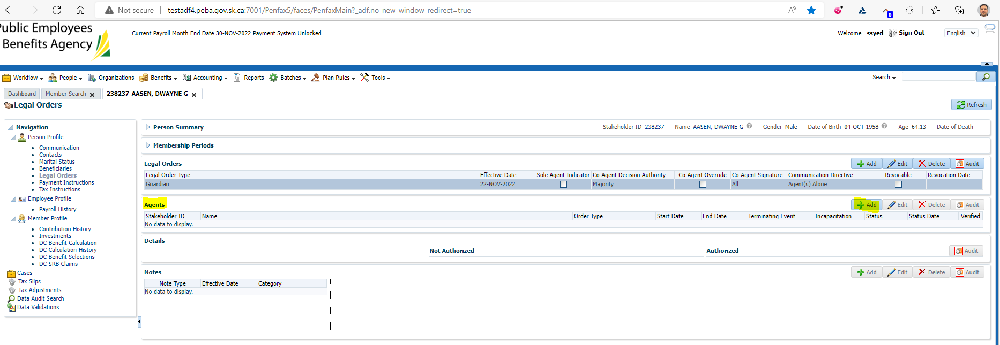 Not secure testadf4.peba.gov.sk.ca:7001/Penfax5/faces/PenfaxMain?_adf.no-new-window-redirect=true
0
Public Employees
Benefits Agency
Current Payroll Month End Date 30-NOV-2022 Payment System Unlocked
Welcome ssyed Sign Out English
Workflow People Organizations Benefits Accounting Reports Batches Plan Rules Tools Search
Dashboard Member Search 238237-AASEN, DWAYNE G
Legal Orders Refresh
Navigation
Person Profile
Communication
Contacts
Marital Status
Beneficiaries
Legal Orders
Payment Instructions
Tax Instructions
Employee Profile
Payroll History
Member Profile
Contribution History
Investments
DC Benefit Calculation
DC Calculation History
DC Benefit Selections
DC SRB Claims
Cases
Tax Slips
Tax Adjustments
Data Audit Search
Data Validations
Person Summary Stakeholder ID 238237 Name AASEN, DWAYNE G Gender Male Date of Birth 04-OCT-1958 Age 64.13 Date of Death
Membership Periods
Legal Orders Add Edit Delete Audit
Legal Order Type Effective Date Sole Agent Indicator Co-Agent Decision Authority Co-Agent Override Co-Agent Signature Communication Directive Revocable Revocation Date
Guardian 22-NOV-2022 Majority All Agent(s) Alone
Agents Add Edit Delete Audit
Stakeholder ID Name Order Type Start Date End Date Terminating Event Incapacitation Status Status Date Verified
No data to display.
Details
Not Authorized Authorized Audit
Notes Add Edit Delete Audit
Note Type Effective Date Category
No data to display.